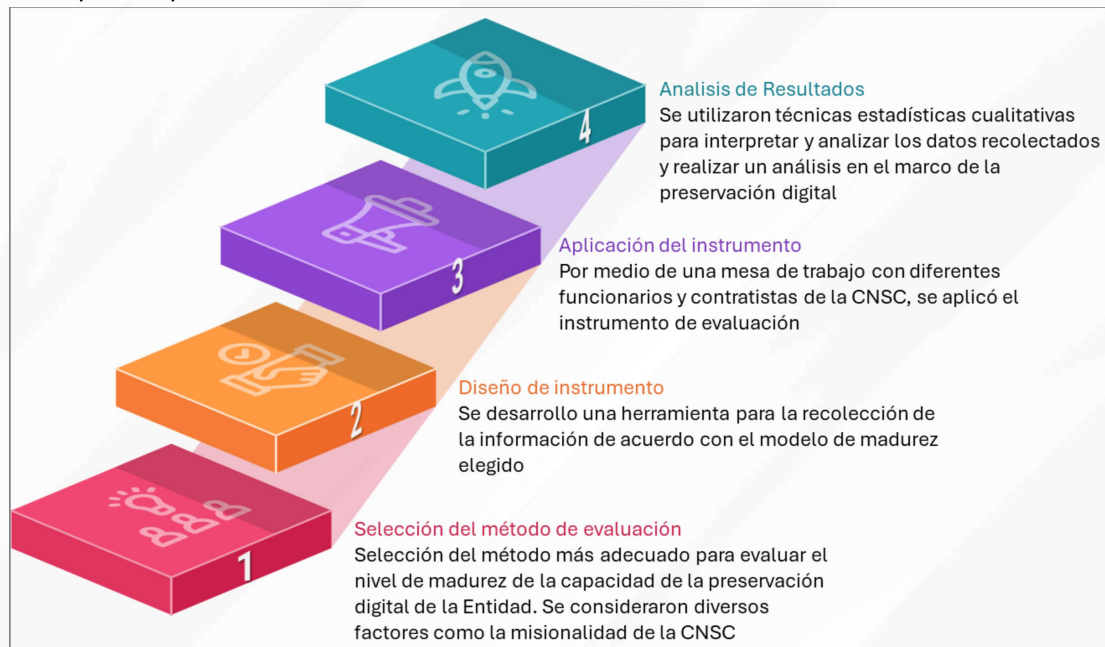 4
Analisis de Resultados
Se utilizaron técnicas estadísticas cualitativas
para interpretar y analizar los datos recolectados
y realizar un análisis en el marco de la
preservación digital
3
Aplicación del instrumento
Por medio de una mesa de trabajo con diferentes
funcionarios y contratistas de la CNSC, se aplicó el
instrumento de evaluación
2
Diseño de instrumento
Se desarrollo una herramienta para la recolección de
la información de acuerdo con el modelo de madurez
elegido
1
Selección del método de evaluación
Selección del método más adecuado para evaluar el
nivel de madurez de la capacidad de la preservación
digital de la Entidad. Se consideraron diversos
factores como la misionalidad de la CNSC